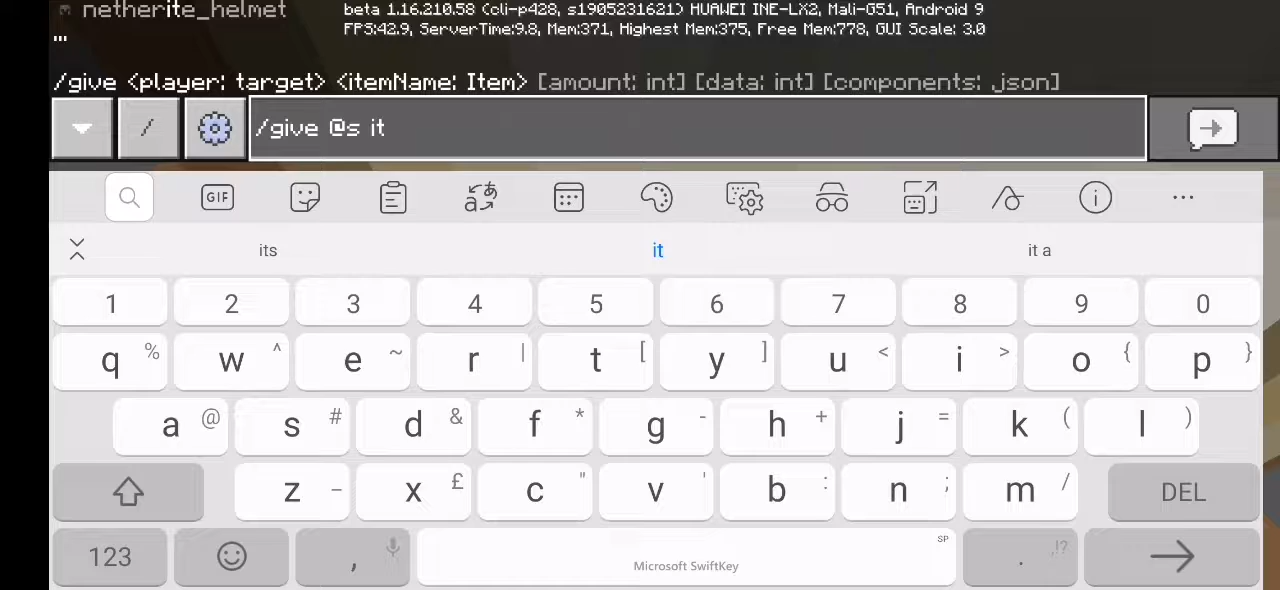 netherite_helmet
...
beta 1.16.210.58 (cli-p428, s1905231621) HUAWEI INE-LX2, Mali-G51, Android 9
FPS:42.9, ServerTime:9.8, Mem:371, Highest Mem:375, Free Mem:778, GUI Scale: 3.0
/give <player: target> <itemName: Item> [amount: int] [data: int] [components: json]
/
/give @s it
GIF
its it it a
1 2 3 4 5 6 7 8 9 0
q % w ^ e ~ r | t [ y ] u < i > o { p }
a @ s # d & f * g - h + j = k ( l )
z _ x £ c " v ' b : n ; m / DEL
123 , Microsoft SwiftKey SP . ,!?